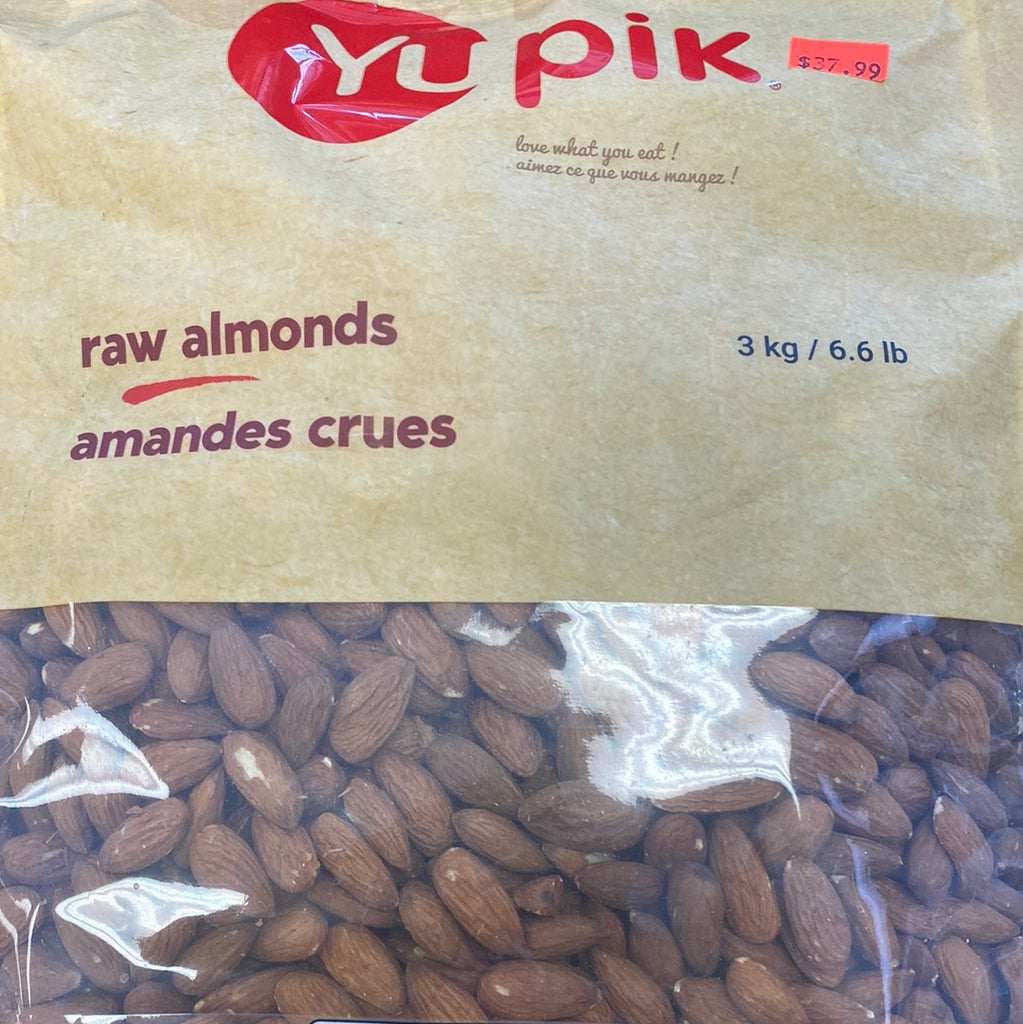 Yupik
$37.99
love what you eat !
aimez ce que vous mangez !
raw almonds
3 kg / 6.6 lb
amandes crues